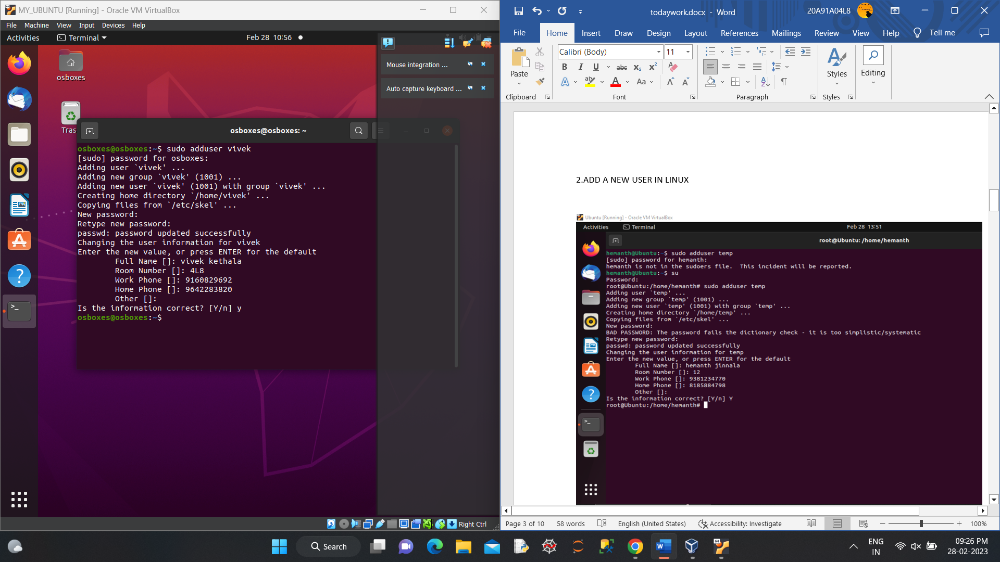 MY_UBUNTU [Running] - Oracle VM VirtualBox
File Machine View Input Devices Help
Activities Terminal Feb 28 10:56
osboxes
Mouse integration ...
Auto capture keyboard ...
Tras
osboxes@osboxes: ~
osboxes@osboxes:~$ sudo adduser vivek
[sudo] password for osboxes:
Adding user `vivek' ...
Adding new group `vivek' (1001) ...
Adding new user `vivek' (1001) with group `vivek' ...
Creating home directory `/home/vivek' ...
Copying files from `/etc/skel' ...
New password:
Retype new password:
passwd: password updated successfully
Changing the user information for vivek
Enter the new value, or press ENTER for the default
Full Name []: vivek kethala
Room Number []: 4L8
Work Phone []: 9160829692
Home Phone []: 9642283820
Other []:
Is the information correct? [Y/n] y
osboxes@osboxes:~$
Right Ctrl
todaywork.docx - Word 20A91A04L8
File Home Insert Draw Design Layout References Mailings Review View Help Tell me
Paste
Calibri (Body) 11
B I U abc X₂ X²
A ab A Aa A A
Styles
Editing
Clipboard Font Paragraph Styles
2.ADD A NEW USER IN LINUX
Ubuntu [Running] - Oracle VM VirtualBox
Activities Terminal Feb 28 13:51
root@Ubuntu: /home/hemanth
hemanth@Ubuntu:~$ sudo adduser temp
[sudo] password for hemanth:
hemanth is not in the sudoers file. This incident will be reported.
hemanth@Ubuntu:~$ su
Password:
root@Ubuntu:/home/hemanth# sudo adduser temp
Adding user `temp' ...
Adding new group `temp' (1001) ...
Adding new user `temp' (1001) with group `temp' ...
Creating home directory `/home/temp' ...
Copying files from `/etc/skel' ...
New password:
BAD PASSWORD: The password fails the dictionary check - it is too simplistic/systematic
Retype new password:
passwd: password updated successfully
Changing the user information for temp
Enter the new value, or press ENTER for the default
Full Name []: hemanth jinnala
Room Number []: 12
Work Phone []: 9381234770
Home Phone []: 8185884798
Other []:
Is the information correct? [Y/n] Y
root@Ubuntu:/home/hemanth#
Page 3 of 10 58 words English (United States) Accessibility: Investigate 100%
Search
ENG
IN
09:26 PM
28-02-2023